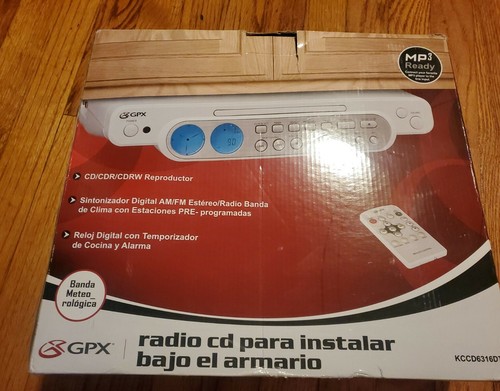 MP3
Ready
GPX
CD/CDR/CDRW Reproductor
Sintonizador Digital AM/FM Estéreo/Radio Banda
de Clima con Estaciones PRE- programadas
Reloj Digital con Temporizador
de Cocina y Alarma
Banda
Meteo_
rológica
GPX
radio cd para instalar
bajo el armario
KCCD6316DT